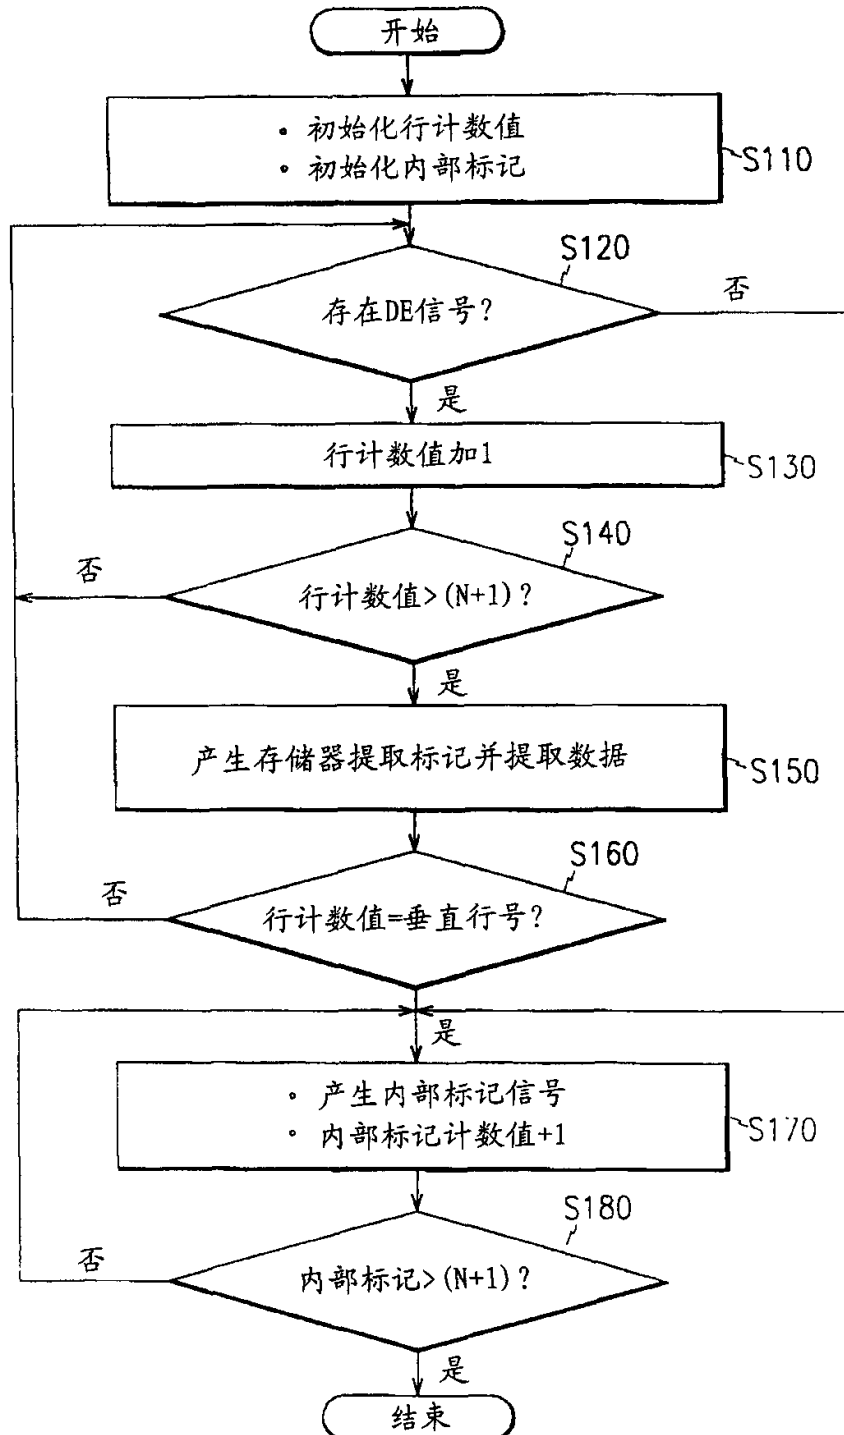 开始
• 初始化行计数值
• 初始化内部标记
S110
S120
存在DE信号?
否
是
行计数值加1
S130
S140
否
行计数值>(N+1)?
是
产生存储器提取标记并提取数据
S150
S160
否
行计数值=垂直行号?
是
• 产生内部标记信号
• 内部标记计数值+1
S170
S180
否
内部标记>(N+1)?
是
结束